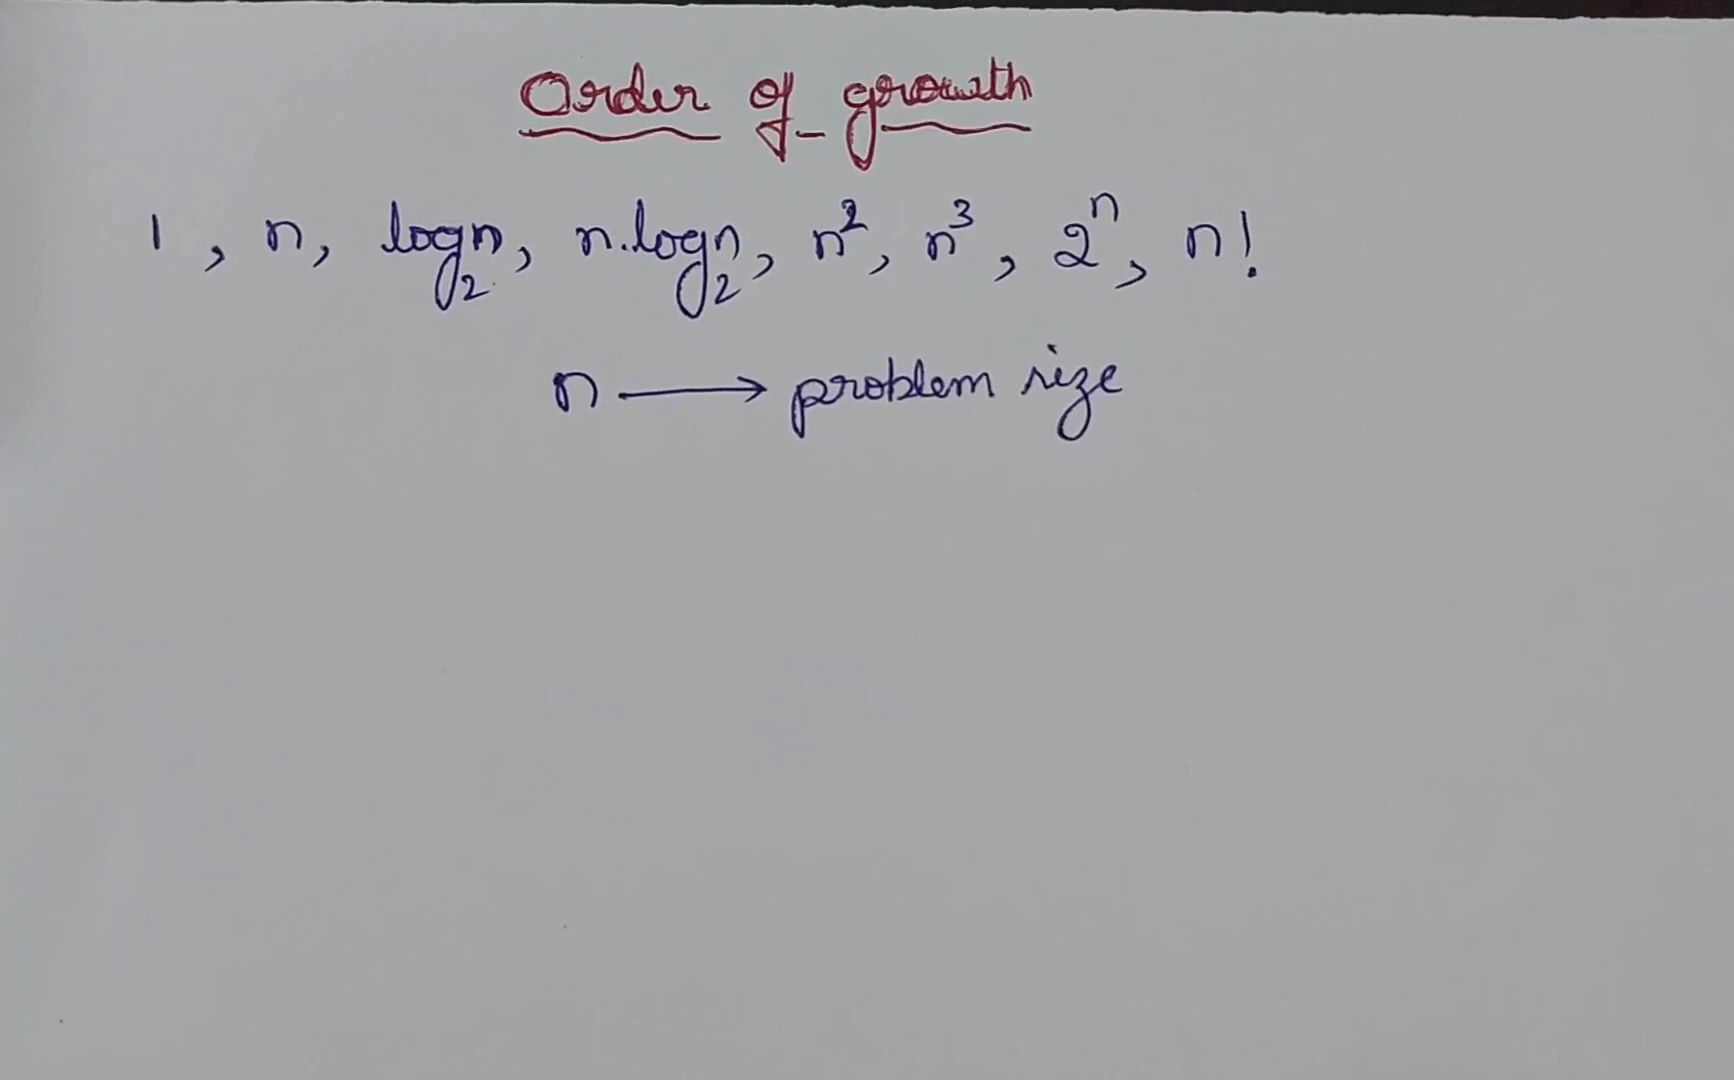 Order of growth
1, n, log₂n, n.log₂n, n², n³, 2ⁿ, n!
n → problem size